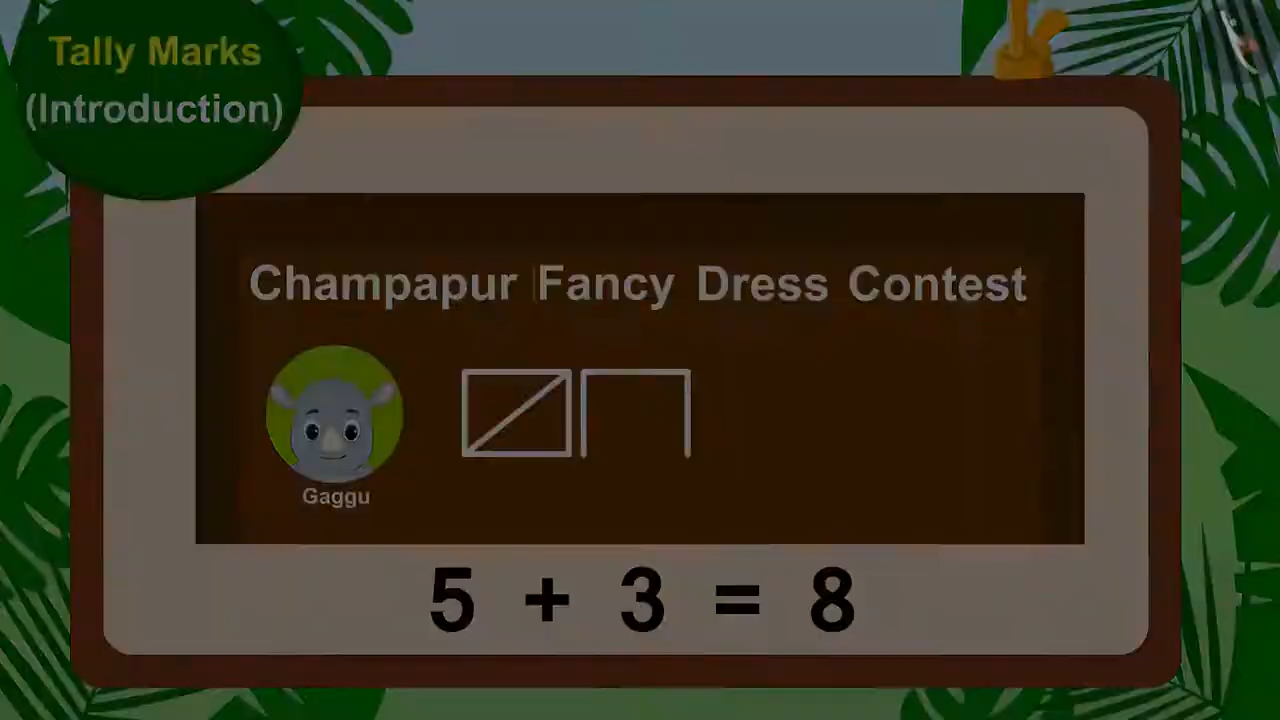 Tally Marks
(Introduction)
Champapur Fancy Dress Contest
Gaggu
5 + 3 = 8